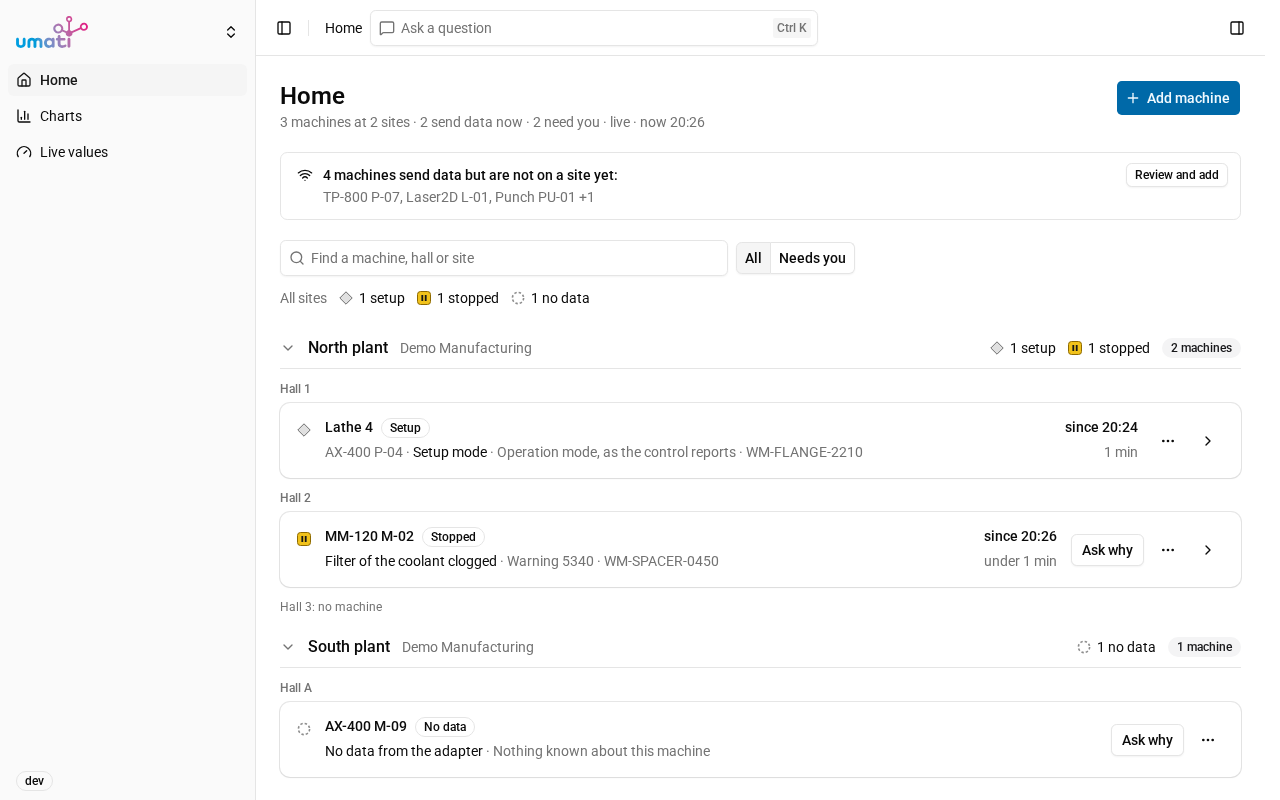 umati
Home
Charts
Live values
dev
Home
Ask a question
Ctrl K
Home
3 machines at 2 sites · 2 send data now · 2 need you · live · now 20:26
Add machine
4 machines send data but are not on a site yet:
TP-800 P-07, Laser2D L-01, Punch PU-01 +1
Review and add
Find a machine, hall or site
All
Needs you
All sites 1 setup 1 stopped 1 no data
North plant Demo Manufacturing 1 setup 1 stopped 2 machines
Hall 1
Lathe 4 Setup since 20:24
AX-400 P-04 · Setup mode · Operation mode, as the control reports · WM-FLANGE-2210 1 min
Hall 2
MM-120 M-02 Stopped since 20:26
Filter of the coolant clogged · Warning 5340 · WM-SPACER-0450 under 1 min
Ask why
Hall 3: no machine
South plant Demo Manufacturing 1 no data 1 machine
Hall A
AX-400 M-09 No data
No data from the adapter · Nothing known about this machine
Ask why